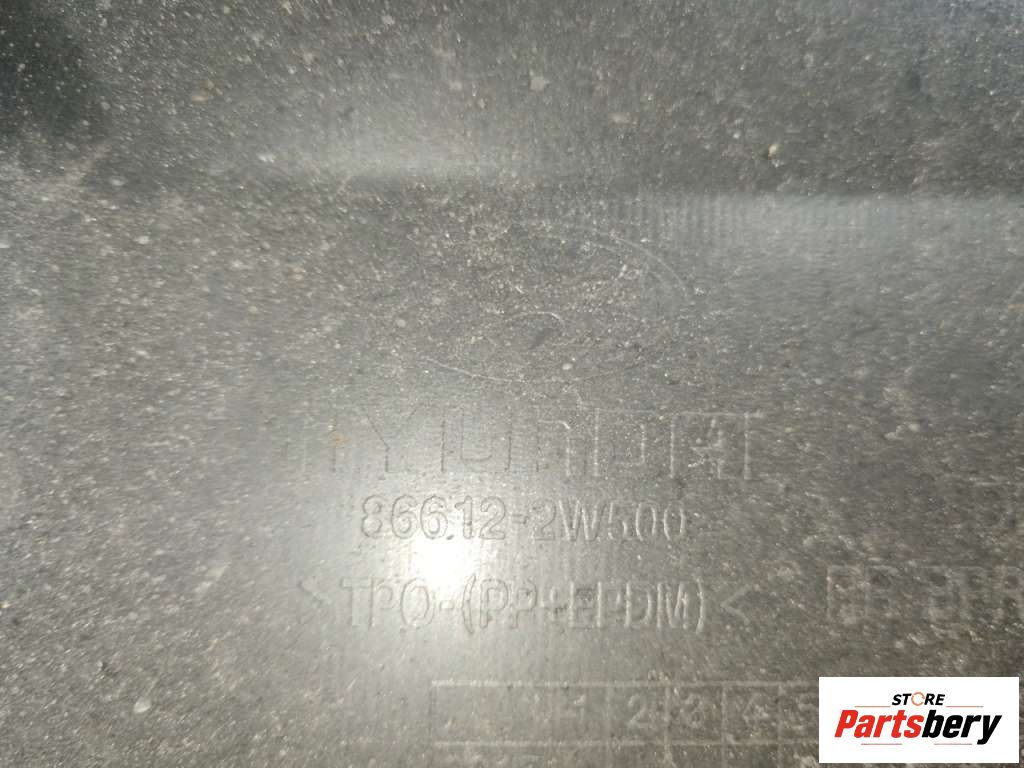 HYUNDAI
86612-2W500
>TPO-(PP+EPDM)<
1 2 3 4 5
STORE
Partsbery